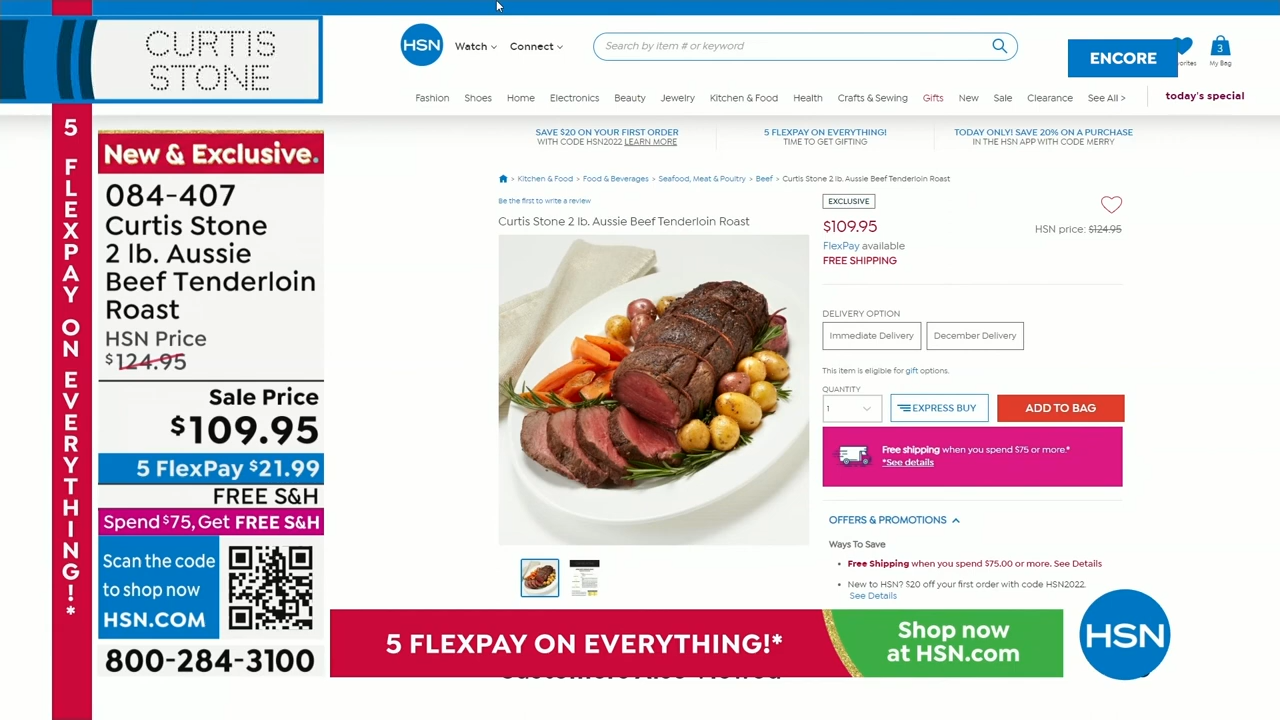 CURTIS
STONE
5 FLEXPAY ON EVERYTHING!*
New & Exclusive.
084-407
Curtis Stone
2 lb. Aussie
Beef Tenderloin
Roast
HSN Price
$124.95
Sale Price
$109.95
5 FlexPay $21.99
FREE S&H
Spend $75, Get FREE S&H
Scan the code
to shop now
HSN.COM
800-284-3100
HSN
Watch
Connect
Search by item # or keyword
ENCORE
orites
3
My Bag
Fashion Shoes Home Electronics Beauty Jewelry Kitchen & Food Health Crafts & Sewing Gifts New Sale Clearance See All > today's special
SAVE $20 ON YOUR FIRST ORDER
WITH CODE HSN2022 LEARN MORE
5 FLEXPAY ON EVERYTHING!
TIME TO GET GIFTING
TODAY ONLY! SAVE 20% ON A PURCHASE
IN THE HSN APP WITH CODE MERRY
Kitchen & Food > Food & Beverages > Seafood, Meat & Poultry > Beef > Curtis Stone 2 lb. Aussie Beef Tenderloin Roast
Be the first to write a review
Curtis Stone 2 lb. Aussie Beef Tenderloin Roast
EXCLUSIVE
$109.95
HSN price: $124.95
FlexPay available
FREE SHIPPING
DELIVERY OPTION
Immediate Delivery
December Delivery
This item is eligible for gift options.
QUANTITY
1
EXPRESS BUY
ADD TO BAG
Free shipping when you spend $75 or more.*
*See details
OFFERS & PROMOTIONS
Ways To Save
• Free Shipping when you spend $75.00 or more. See Details
• New to HSN? $20 off your first order with code HSN2022.
See Details
5 FLEXPAY ON EVERYTHING!*
Shop now
at HSN.com
HSN